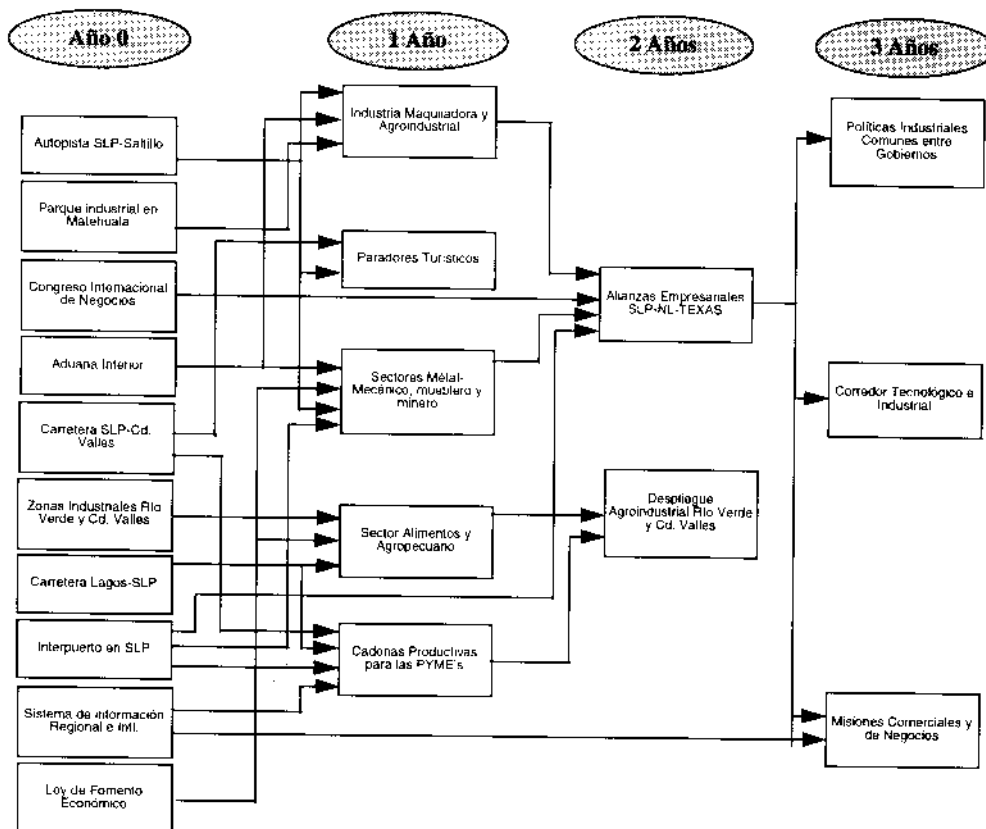 Año 0
1 Año
2 Años
3 Años
Autopista SLP-Saltillo
Parque industrial en
Matehuala
Congreso Internacional
de Negocios
Aduana Interior
Carretera SLP-Cd.
Valles
Zonas Industriales Rio
Verde y Cd. Valles
Carretera Lagos-SLP
Interpuerto en SLP
Sistema de información
Regional e Intl.
Ley de Fomento
Económico
Industria Maquiladora y
Agroindustrial
Paradores Turísticos
Sectores Metal-
Mecánico, mueblero y
minero
Sector Alimentos y
Agropecuario
Cadenas Productivas
para las PYME's
Alianzas Empresariales
SLP-NL-TEXAS
Despliegue
Agroindustrial Rio Verde
y Cd. Valles
Políticas Industriales
Comunes entre
Gobiernos
Corredor Tecnológico e
Industrial
Misiones Comerciales y
de Negocios